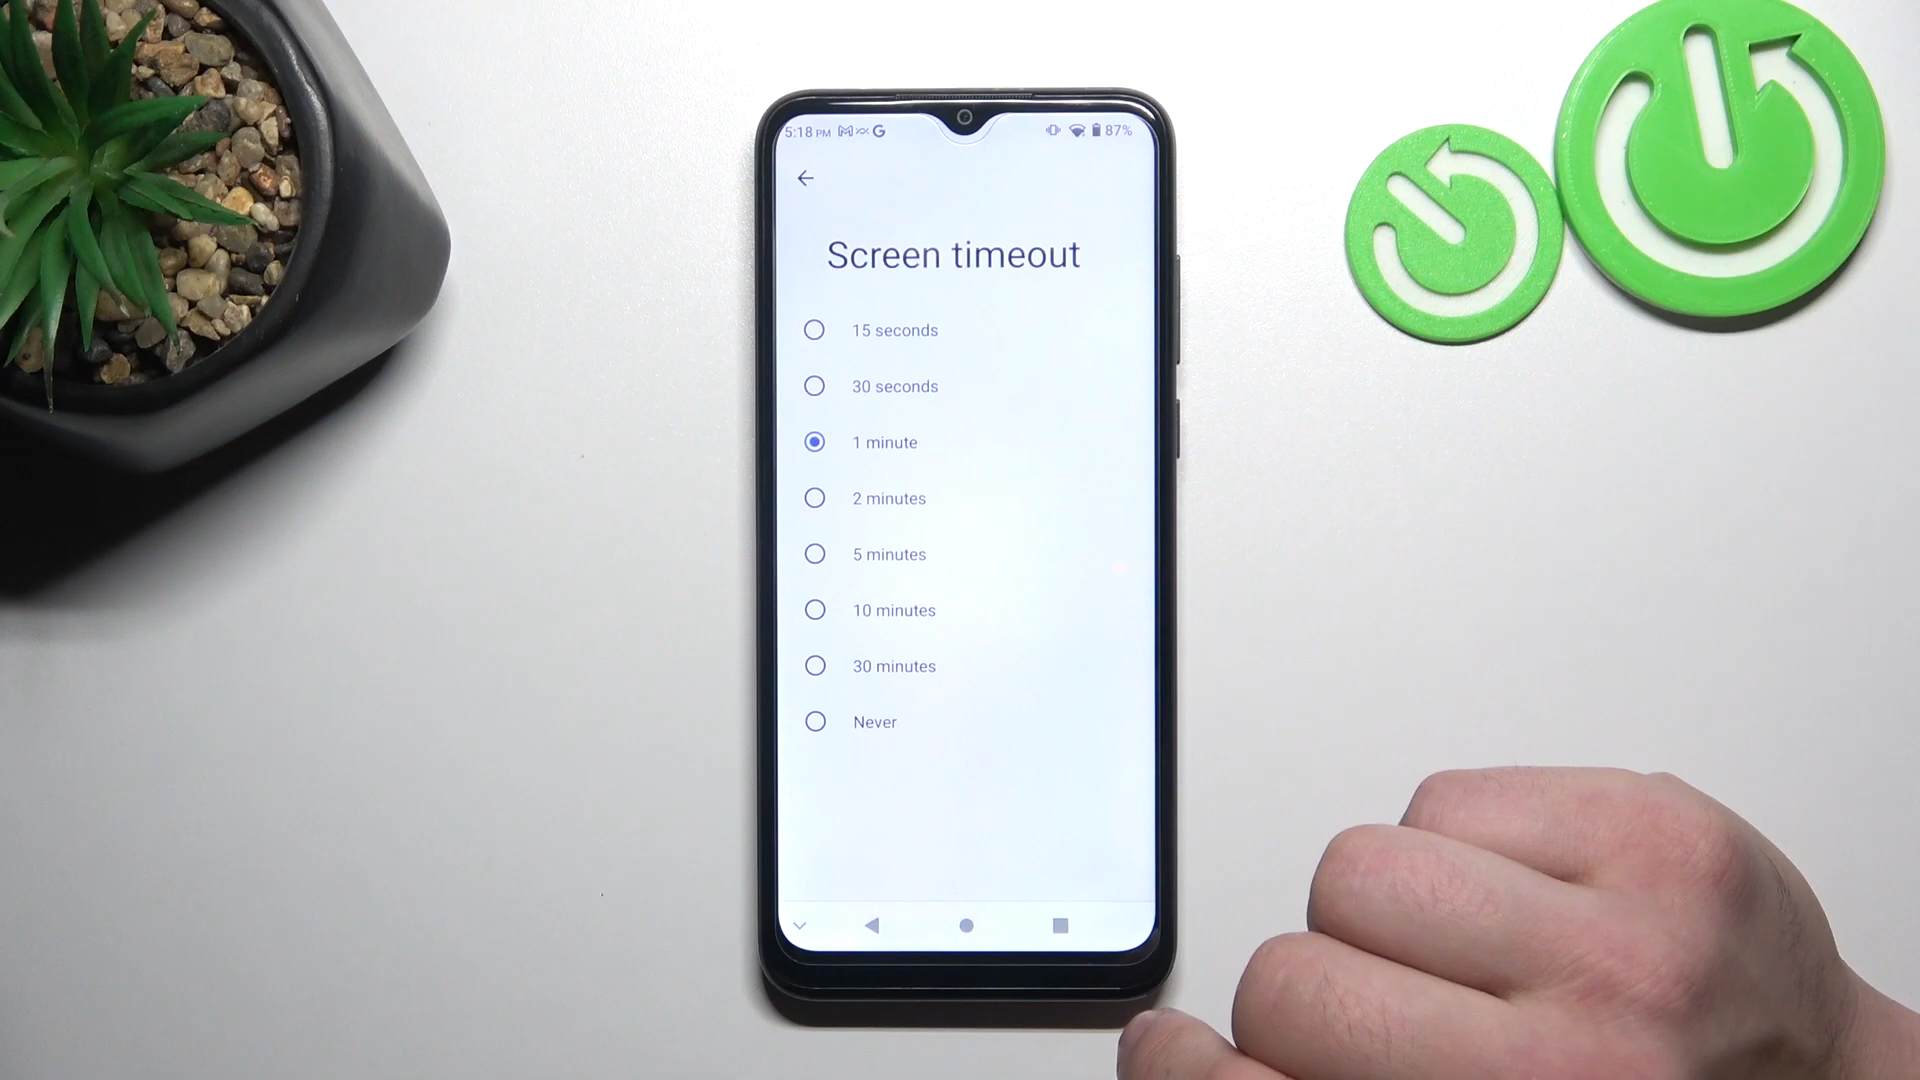 5:18 PM 87%
Screen timeout
15 seconds
30 seconds
1 minute
2 minutes
5 minutes
10 minutes
30 minutes
Never